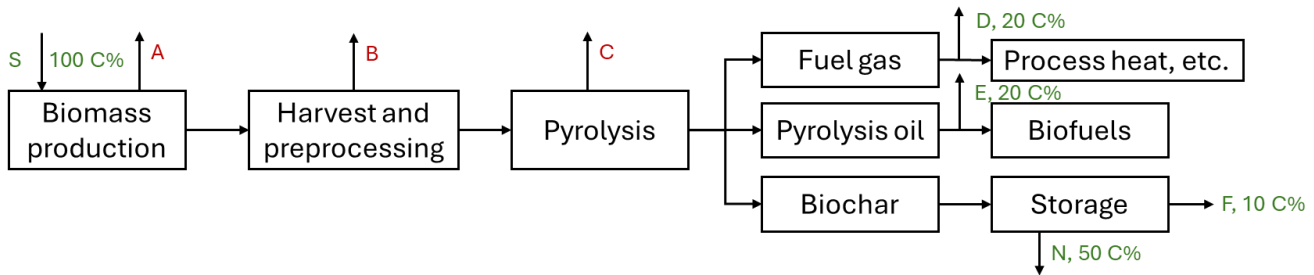 S
100 C%
A
B
C
D, 20 C%
Biomass
production
Harvest and
preprocessing
Pyrolysis
Fuel gas
Process heat, etc.
E, 20 C%
Pyrolysis oil
Biofuels
Biochar
Storage
F, 10 C%
N, 50 C%